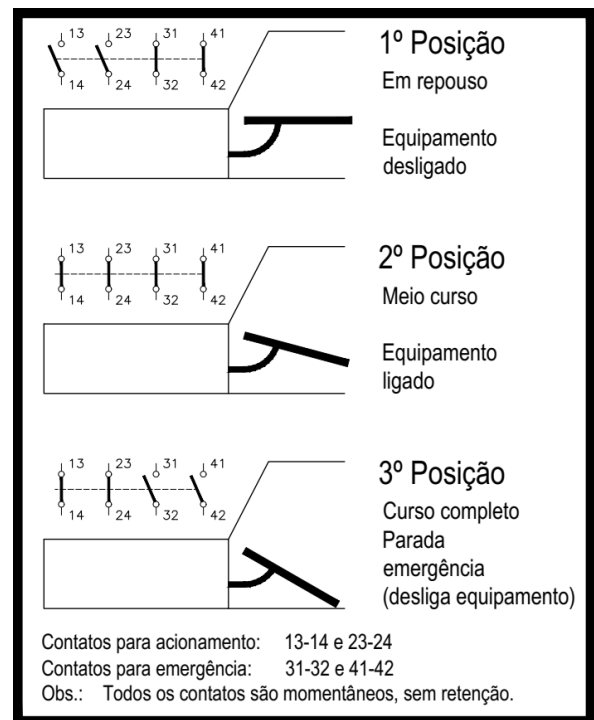 13 23 31 41
14 24 32 42
1º Posição
Em repouso
Equipamento
desligado
13 23 31 41
14 24 32 42
2º Posição
Meio curso
Equipamento
ligado
13 23 31 41
14 24 32 42
3º Posição
Curso completo
Parada
emergência
(desliga equipamento)
Contatos para acionamento: 13-14 e 23-24
Contatos para emergência: 31-32 e 41-42
Obs.: Todos os contatos são momentâneos, sem retenção.